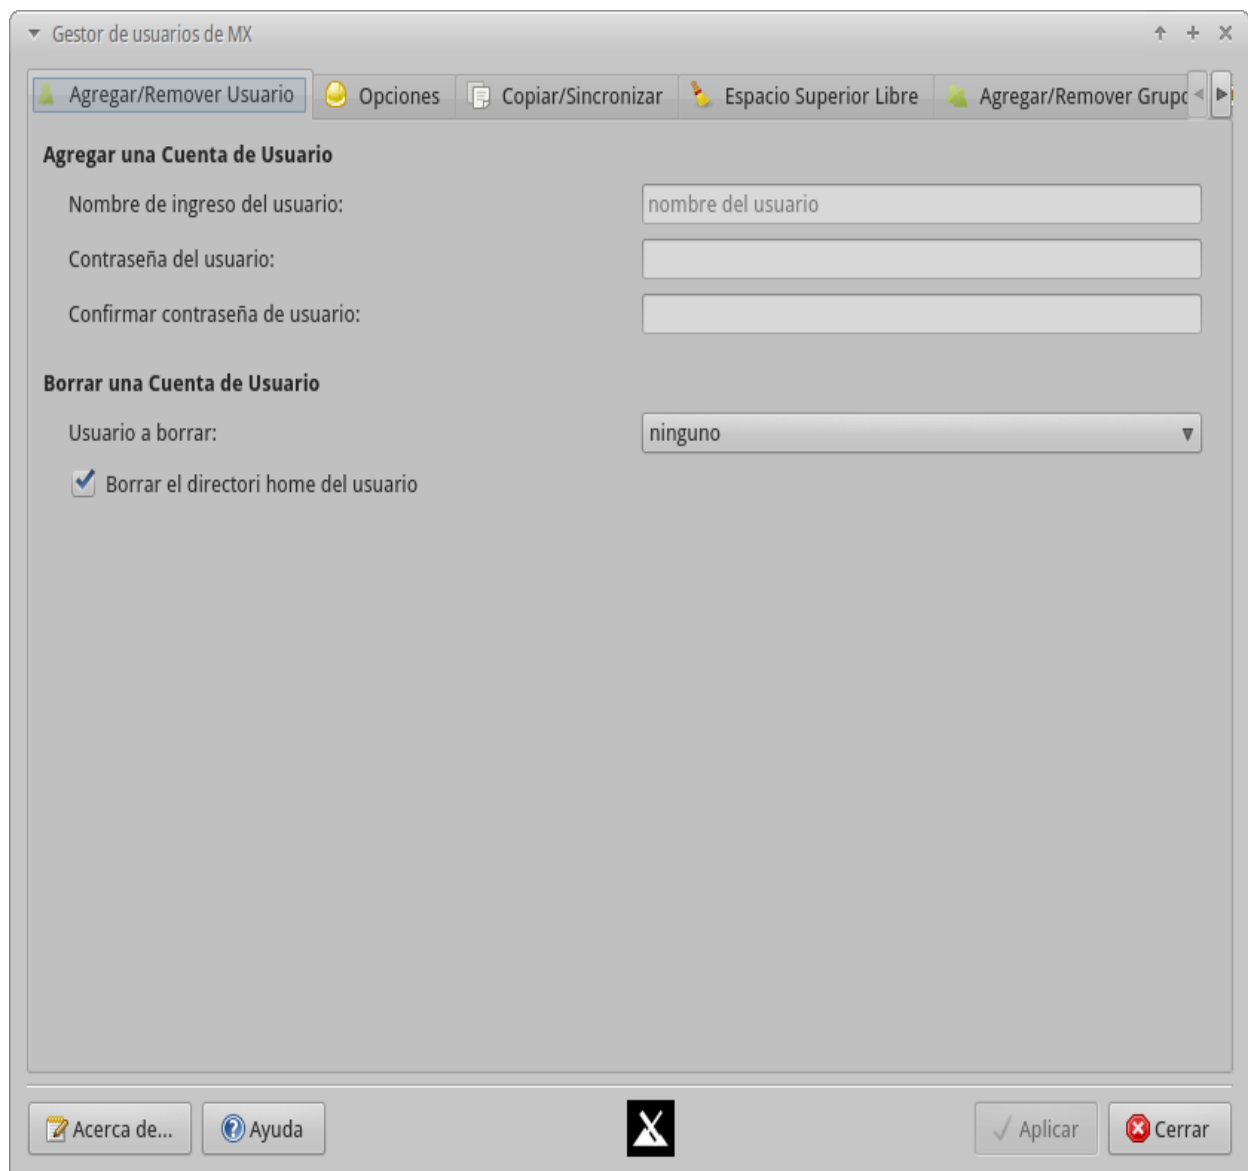 Gestor de usuarios de MX
Agregar/Remover Usuario Opciones Copiar/Sincronizar Espacio Superior Libre Agregar/Remover Grupo
Agregar una Cuenta de Usuario
Nombre de ingreso del usuario: nombre del usuario
Contraseña del usuario:
Confirmar contraseña de usuario:
Borrar una Cuenta de Usuario
Usuario a borrar: ninguno
Borrar el directori home del usuario
Acerca de... Ayuda Aplicar Cerrar